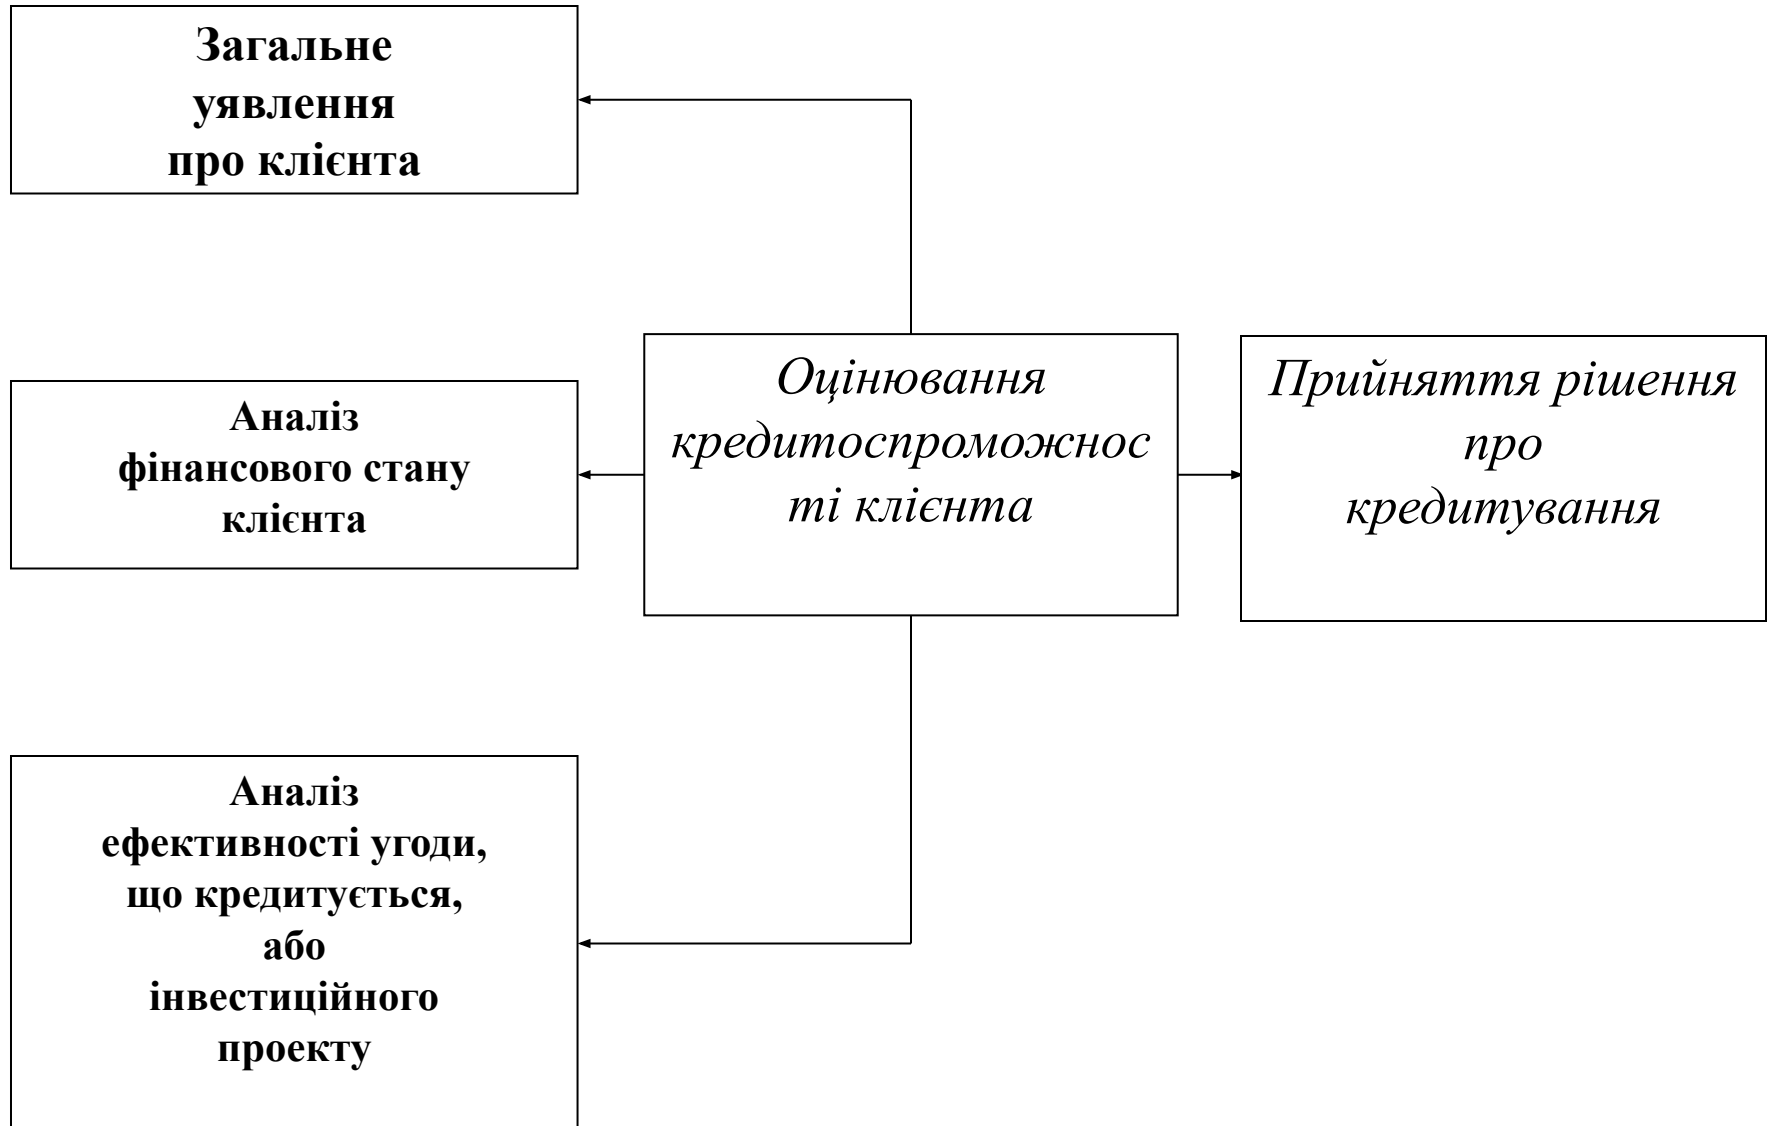 Загальне
уявлення
про клієнта
Аналіз
фінансового стану
клієнта
Аналіз
ефективності угоди,
що кредитується,
або
інвестиційного
проекту
Оцінювання
кредитоспроможнос
ті клієнта
Прийняття рішення
про
кредитування